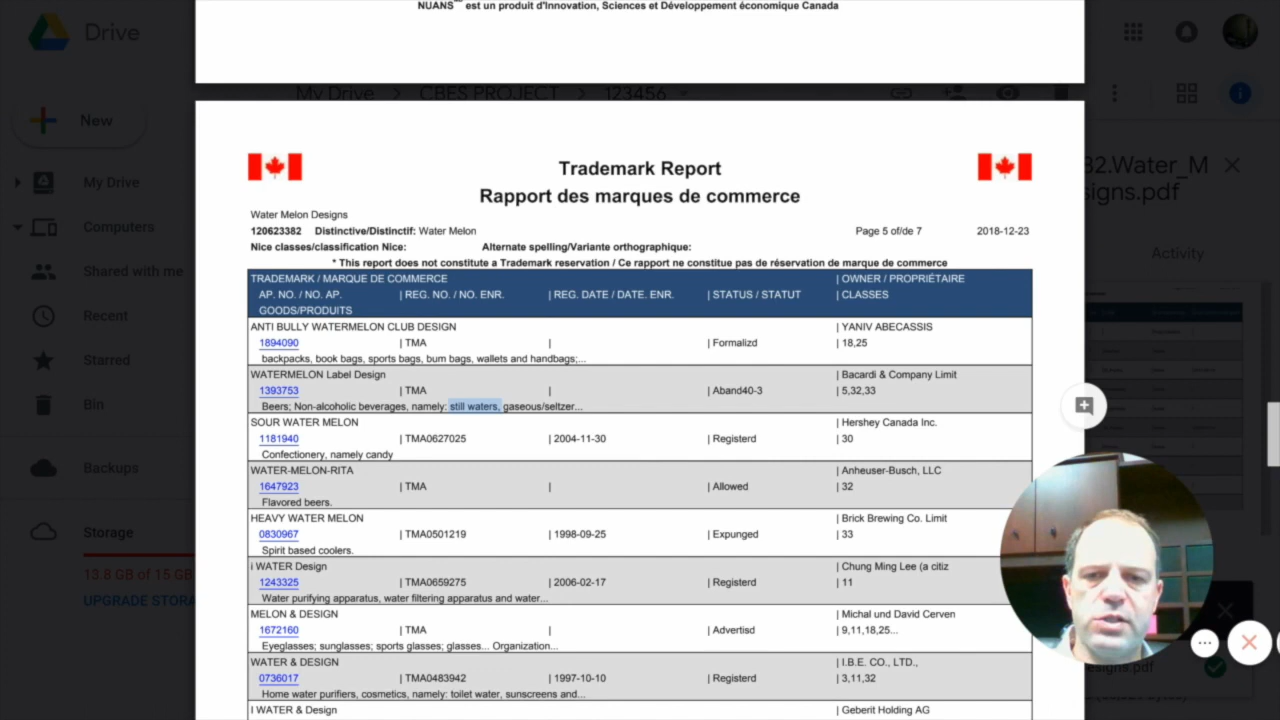 NUANS™ est un produit d'Innovation, Sciences et Développement économique Canada
Drive
My Drive > CBES PROJECT > 123456
New
My Drive
Computers
Shared with me
Recent
Starred
Bin
Backups
Storage
13.8 GB of 15 GB
UPGRADE STORA
32.Water_M
signs.pdf
Activity
Trademark Report
Rapport des marques de commerce
Water Melon Designs
120623382 Distinctive/Distinctif: Water Melon Page 5 of/de 7 2018-12-23
Nice classes/classification Nice: Alternate spelling/Variante orthographique:
* This report does not constitute a Trademark reservation / Ce rapport ne constitue pas de réservation de marque de commerce
TRADEMARK / MARQUE DE COMMERCE | OWNER / PROPRIÉTAIRE
AP. NO. / NO. AP. | REG. NO. / NO. ENR. | REG. DATE / DATE. ENR. | STATUS / STATUT | CLASSES
GOODS/PRODUITS
ANTI BULLY WATERMELON CLUB DESIGN | YANIV ABECASSIS
1894090 | TMA | | Formalizd | 18,25
backpacks, book bags, sports bags, bum bags, wallets and handbags;...
WATERMELON Label Design | Bacardi & Company Limit
1393753 | TMA | | Aband40-3 | 5,32,33
Beers; Non-alcoholic beverages, namely: still waters, gaseous/seltzer...
SOUR WATER MELON | Hershey Canada Inc.
1181940 | TMA0627025 | 2004-11-30 | Registerd | 30
Confectionery, namely candy
WATER-MELON-RITA | Anheuser-Busch, LLC
1647923 | TMA | | Allowed | 32
Flavored beers.
HEAVY WATER MELON | Brick Brewing Co. Limit
0830967 | TMA0501219 | 1998-09-25 | Expunged | 33
Spirit based coolers.
i WATER Design | Chung Ming Lee (a citiz
1243325 | TMA0659275 | 2006-02-17 | Registerd | 11
Water purifying apparatus, water filtering apparatus and water...
MELON & DESIGN | Michal und David Cerven
1672160 | TMA | | Advertisd | 9,11,18,25...
Eyeglasses; sunglasses; sports glasses; glasses... Organization...
WATER & DESIGN | I.B.E. CO., LTD.,
0736017 | TMA0483942 | 1997-10-10 | Registerd | 3,11,32
Home water purifiers, cosmetics, namely: toilet water, sunscreens and...
I WATER & Design | Geberit Holding AG
esigns.pdf